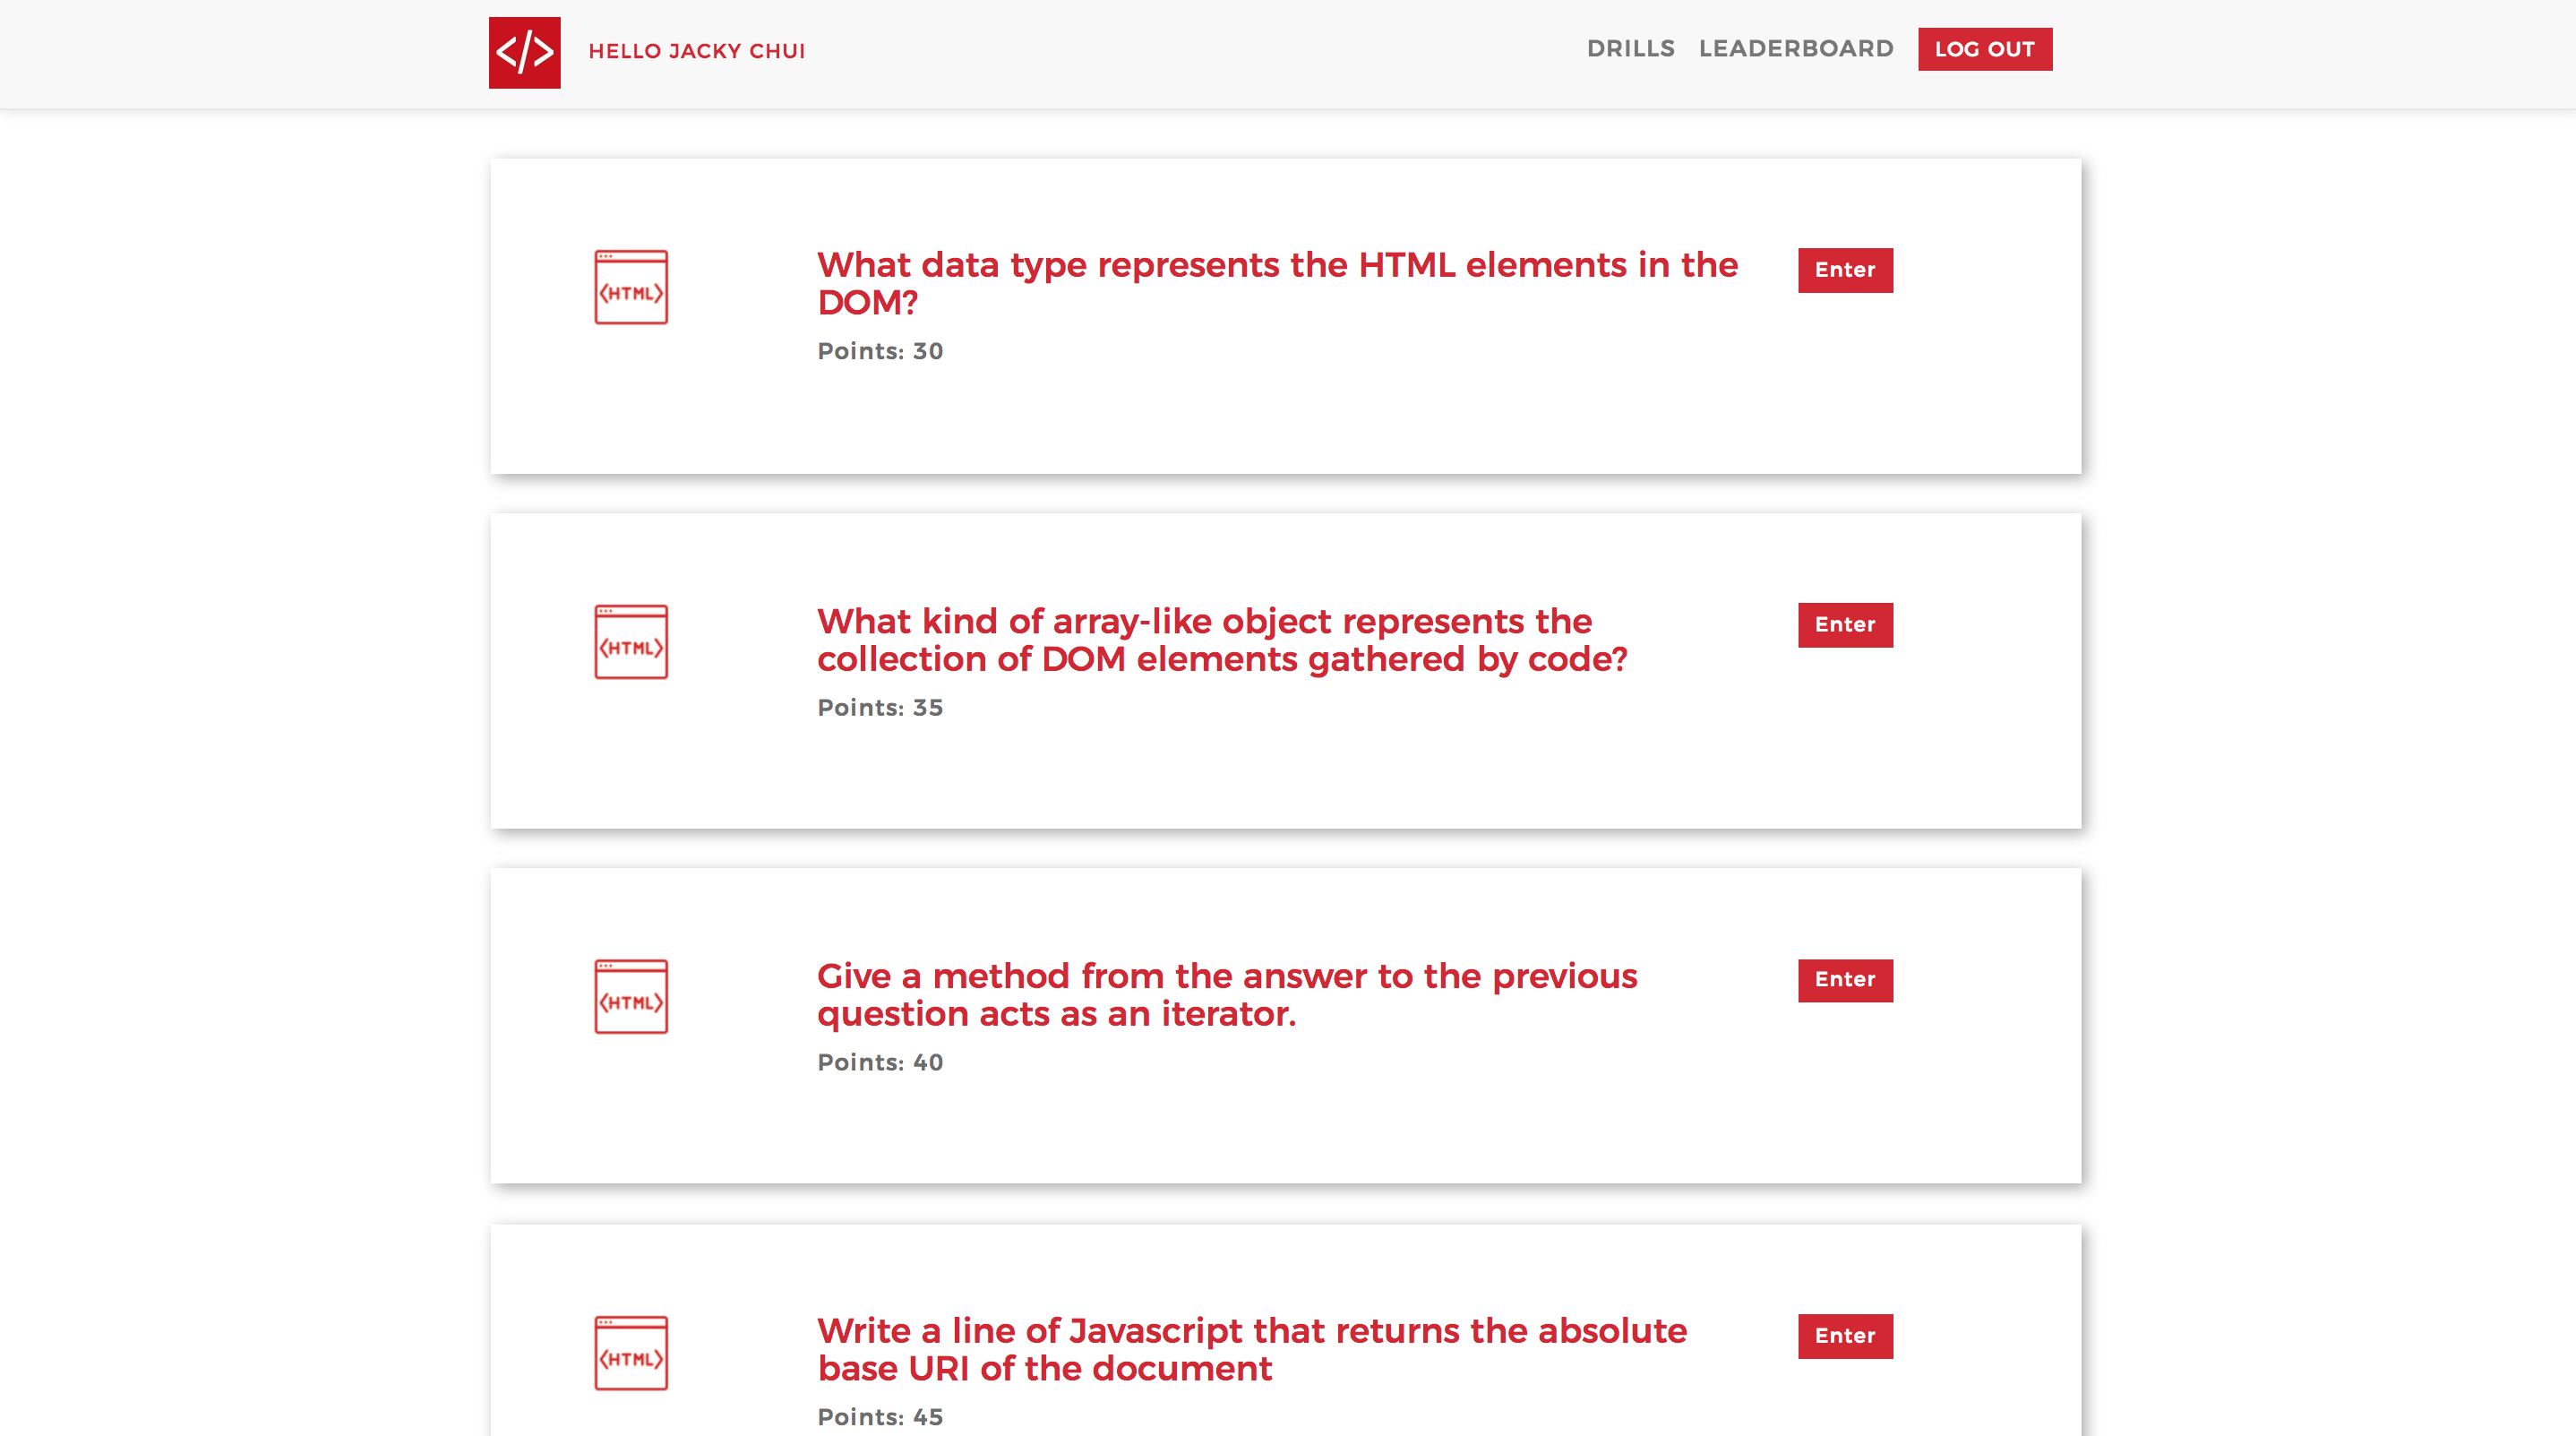 </>
HELLO JACKY CHUI
DRILLS LEADERBOARD LOG OUT
<HTML>
What data type represents the HTML elements in the
DOM?
Points: 30
Enter
<HTML>
What kind of array-like object represents the
collection of DOM elements gathered by code?
Points: 35
Enter
<HTML>
Give a method from the answer to the previous
question acts as an iterator.
Points: 40
Enter
<HTML>
Write a line of Javascript that returns the absolute
base URI of the document
Points: 45
Enter